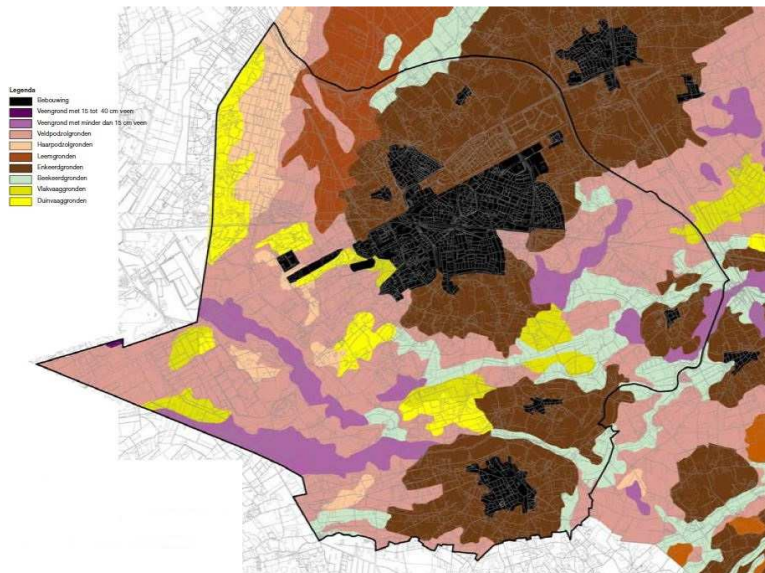 Legenda
Bebouwing
Veengrond met 15 tot 40 cm veen
Veengrond met minder dan 15 cm veen
Veldpodzolgronden
Haarpodzolgronden
Leemgronden
Enkeerdgronden
Beekeerdgronden
Vlakvaaggronden
Duinvaaggronden